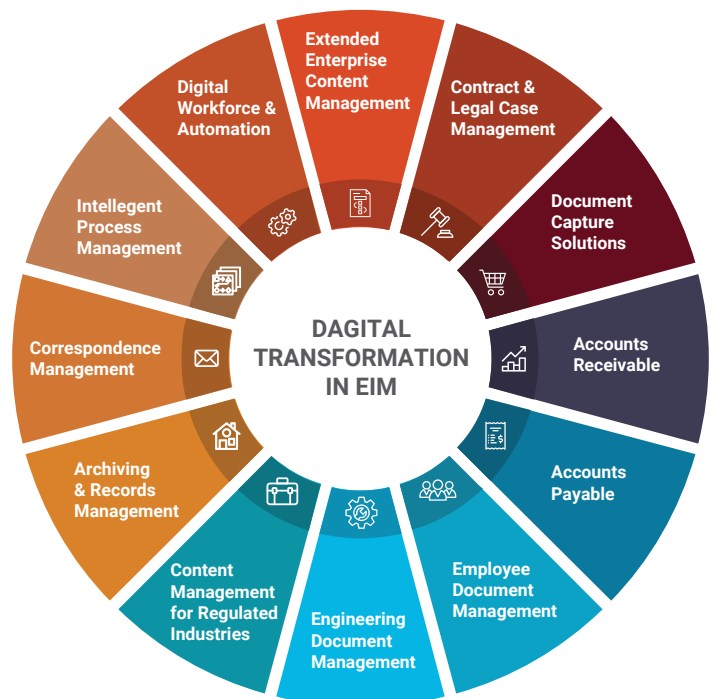 Extended
Enterprise
Content
Management
Contract &
Legal Case
Management
Document
Capture
Solutions
Accounts
Receivable
Accounts
Payable
Employee
Document
Management
Engineering
Document
Management
Content
Management
for Regulated
Industries
Archiving
& Records
Management
Correspondence
Management
Intellegent
Process
Management
Digital
Workforce &
Automation
DAGITAL
TRANSFORMATION
IN EIM